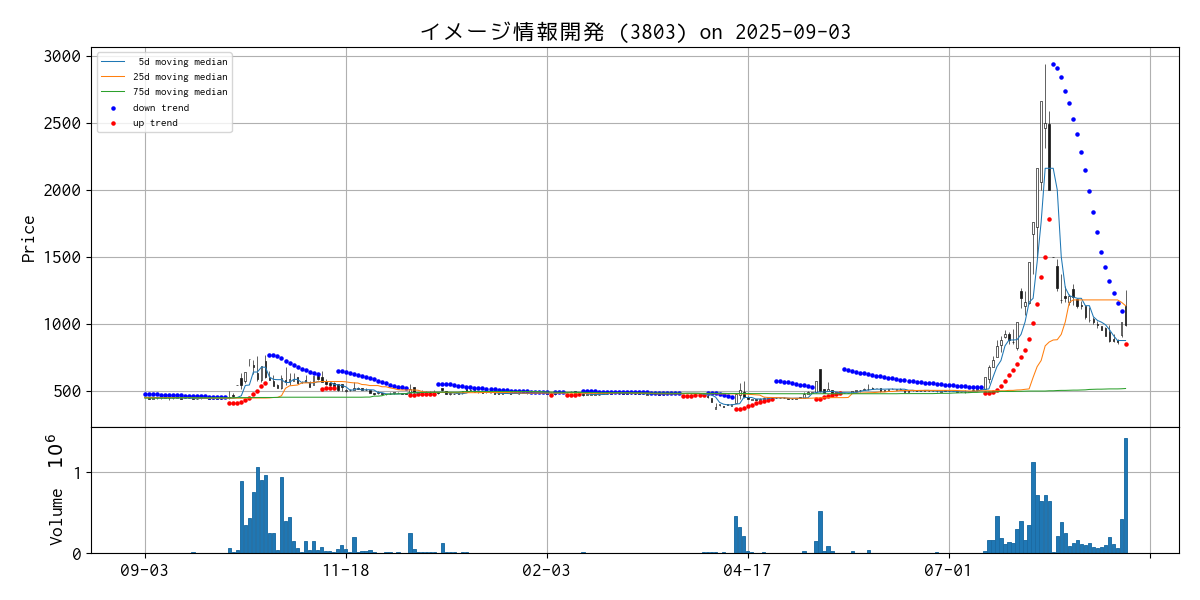 イメージ情報開発 (3803) on 2025-09-03
3000
5d moving median
25d moving median
75d moving median
down trend
up trend
2500
2000
Price
1500
1000
500
10^6
1
Volume
0
09-03 11-18 02-03 04-17 07-01